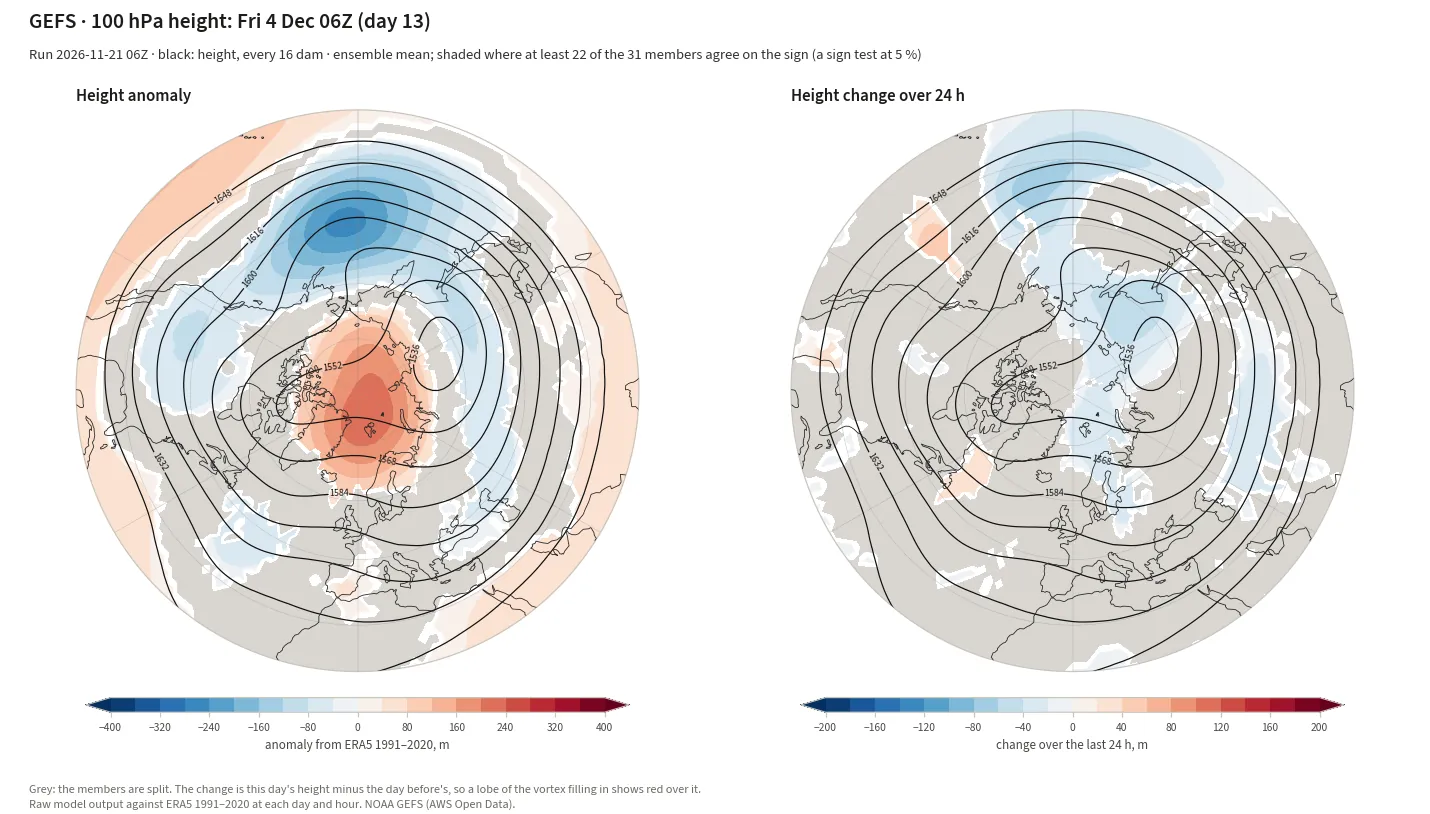 GEFS · 100 hPa height: Fri 4 Dec 06Z (day 13)
Run 2026-11-21 06Z · black: height, every 16 dam · ensemble mean; shaded where at least 22 of the 31 members agree on the sign (a sign test at 5 %)
Height anomaly
Height change over 24 h
1648
1616
1600
1552
1536
1632
1568
1584
1648
1616
1600
1552
1536
1632
1568
1584
−400 −320 −240 −160 −80 0 80 160 240 320 400
anomaly from ERA5 1991–2020, m
−200 −160 −120 −80 −40 0 40 80 120 160 200
change over the last 24 h, m
Grey: the members are split. The change is this day's height minus the day before's, so a lobe of the vortex filling in shows red over it.
Raw model output against ERA5 1991–2020 at each day and hour. NOAA GEFS (AWS Open Data).